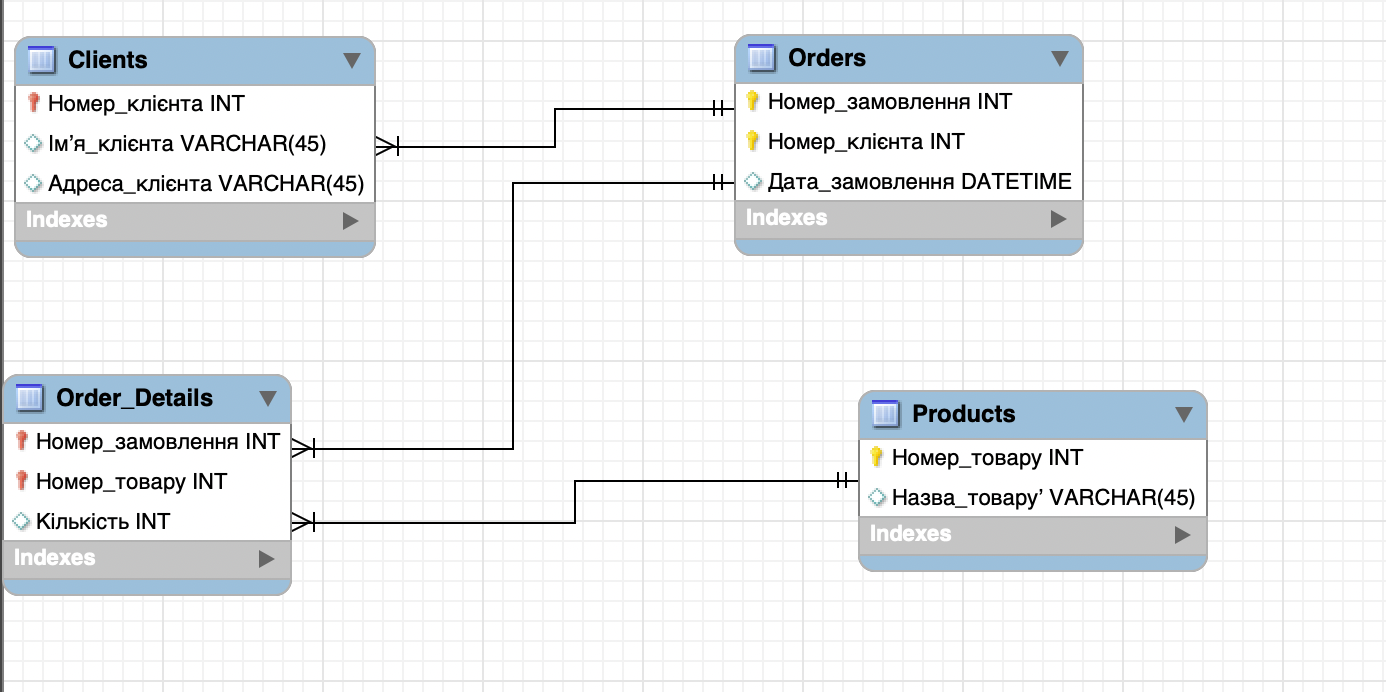 Clients
Номер_клієнта INT
Ім’я_клієнта VARCHAR(45)
Адреса_клієнта VARCHAR(45)
Indexes
Orders
Номер_замовлення INT
Номер_клієнта INT
Дата_замовлення DATETIME
Indexes
Order_Details
Номер_замовлення INT
Номер_товару INT
Кількість INT
Indexes
Products
Номер_товару INT
Назва_товару’ VARCHAR(45)
Indexes